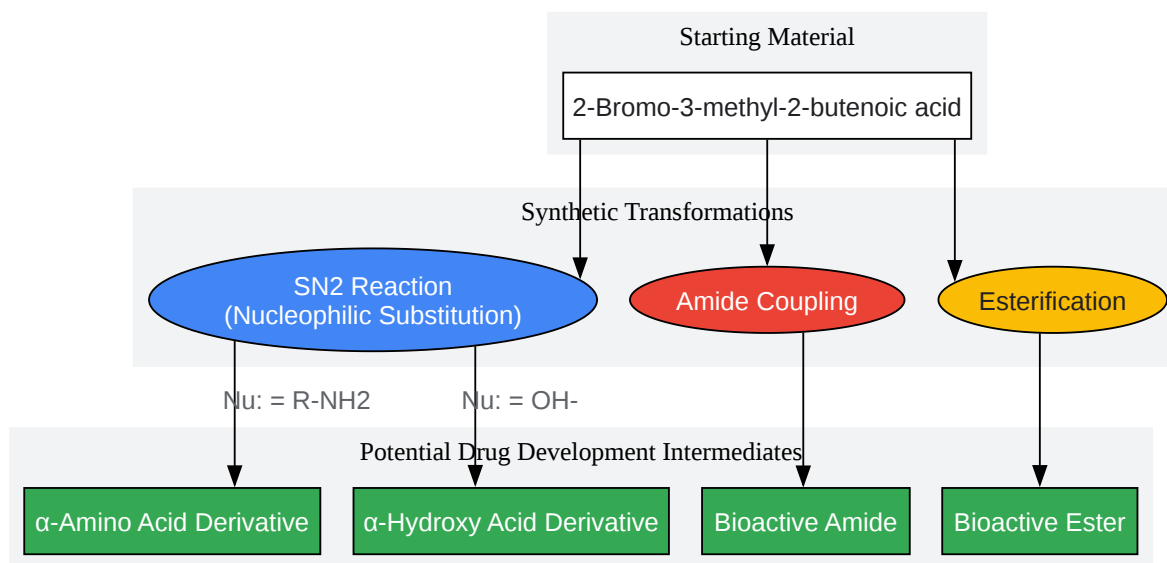 Starting Material
2-Bromo-3-methyl-2-butenoic acid
Synthetic Transformations
SN2 Reaction
(Nucleophilic Substitution)
Amide Coupling
Esterification
Nu: = R-NH2
Nu: = OH-
Potential Drug Development Intermediates
α-Amino Acid Derivative
α-Hydroxy Acid Derivative
Bioactive Amide
Bioactive Ester